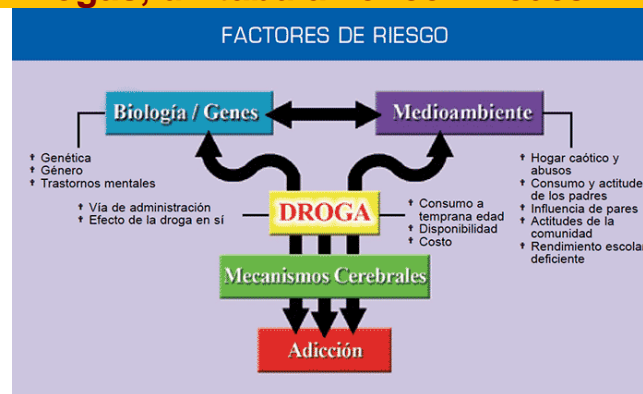 FACTORES DE RIESGO
Biología / Genes
Medioambiente
✝ Genética
✝ Género
✝ Trastornos mentales
✝ Hogar caótico y
abusos
✝ Consumo y actitude
de los padres
✝ Influencia de pares
✝ Actitudes de la
comunidad
✝ Rendimiento escola
deficiente
✝ Vía de administración
✝ Efecto de la droga en sí
DROGA
✝ Consumo a
temprana edad
✝ Disponibilidad
✝ Costo
Mecanismos Cerebrales
Adicción